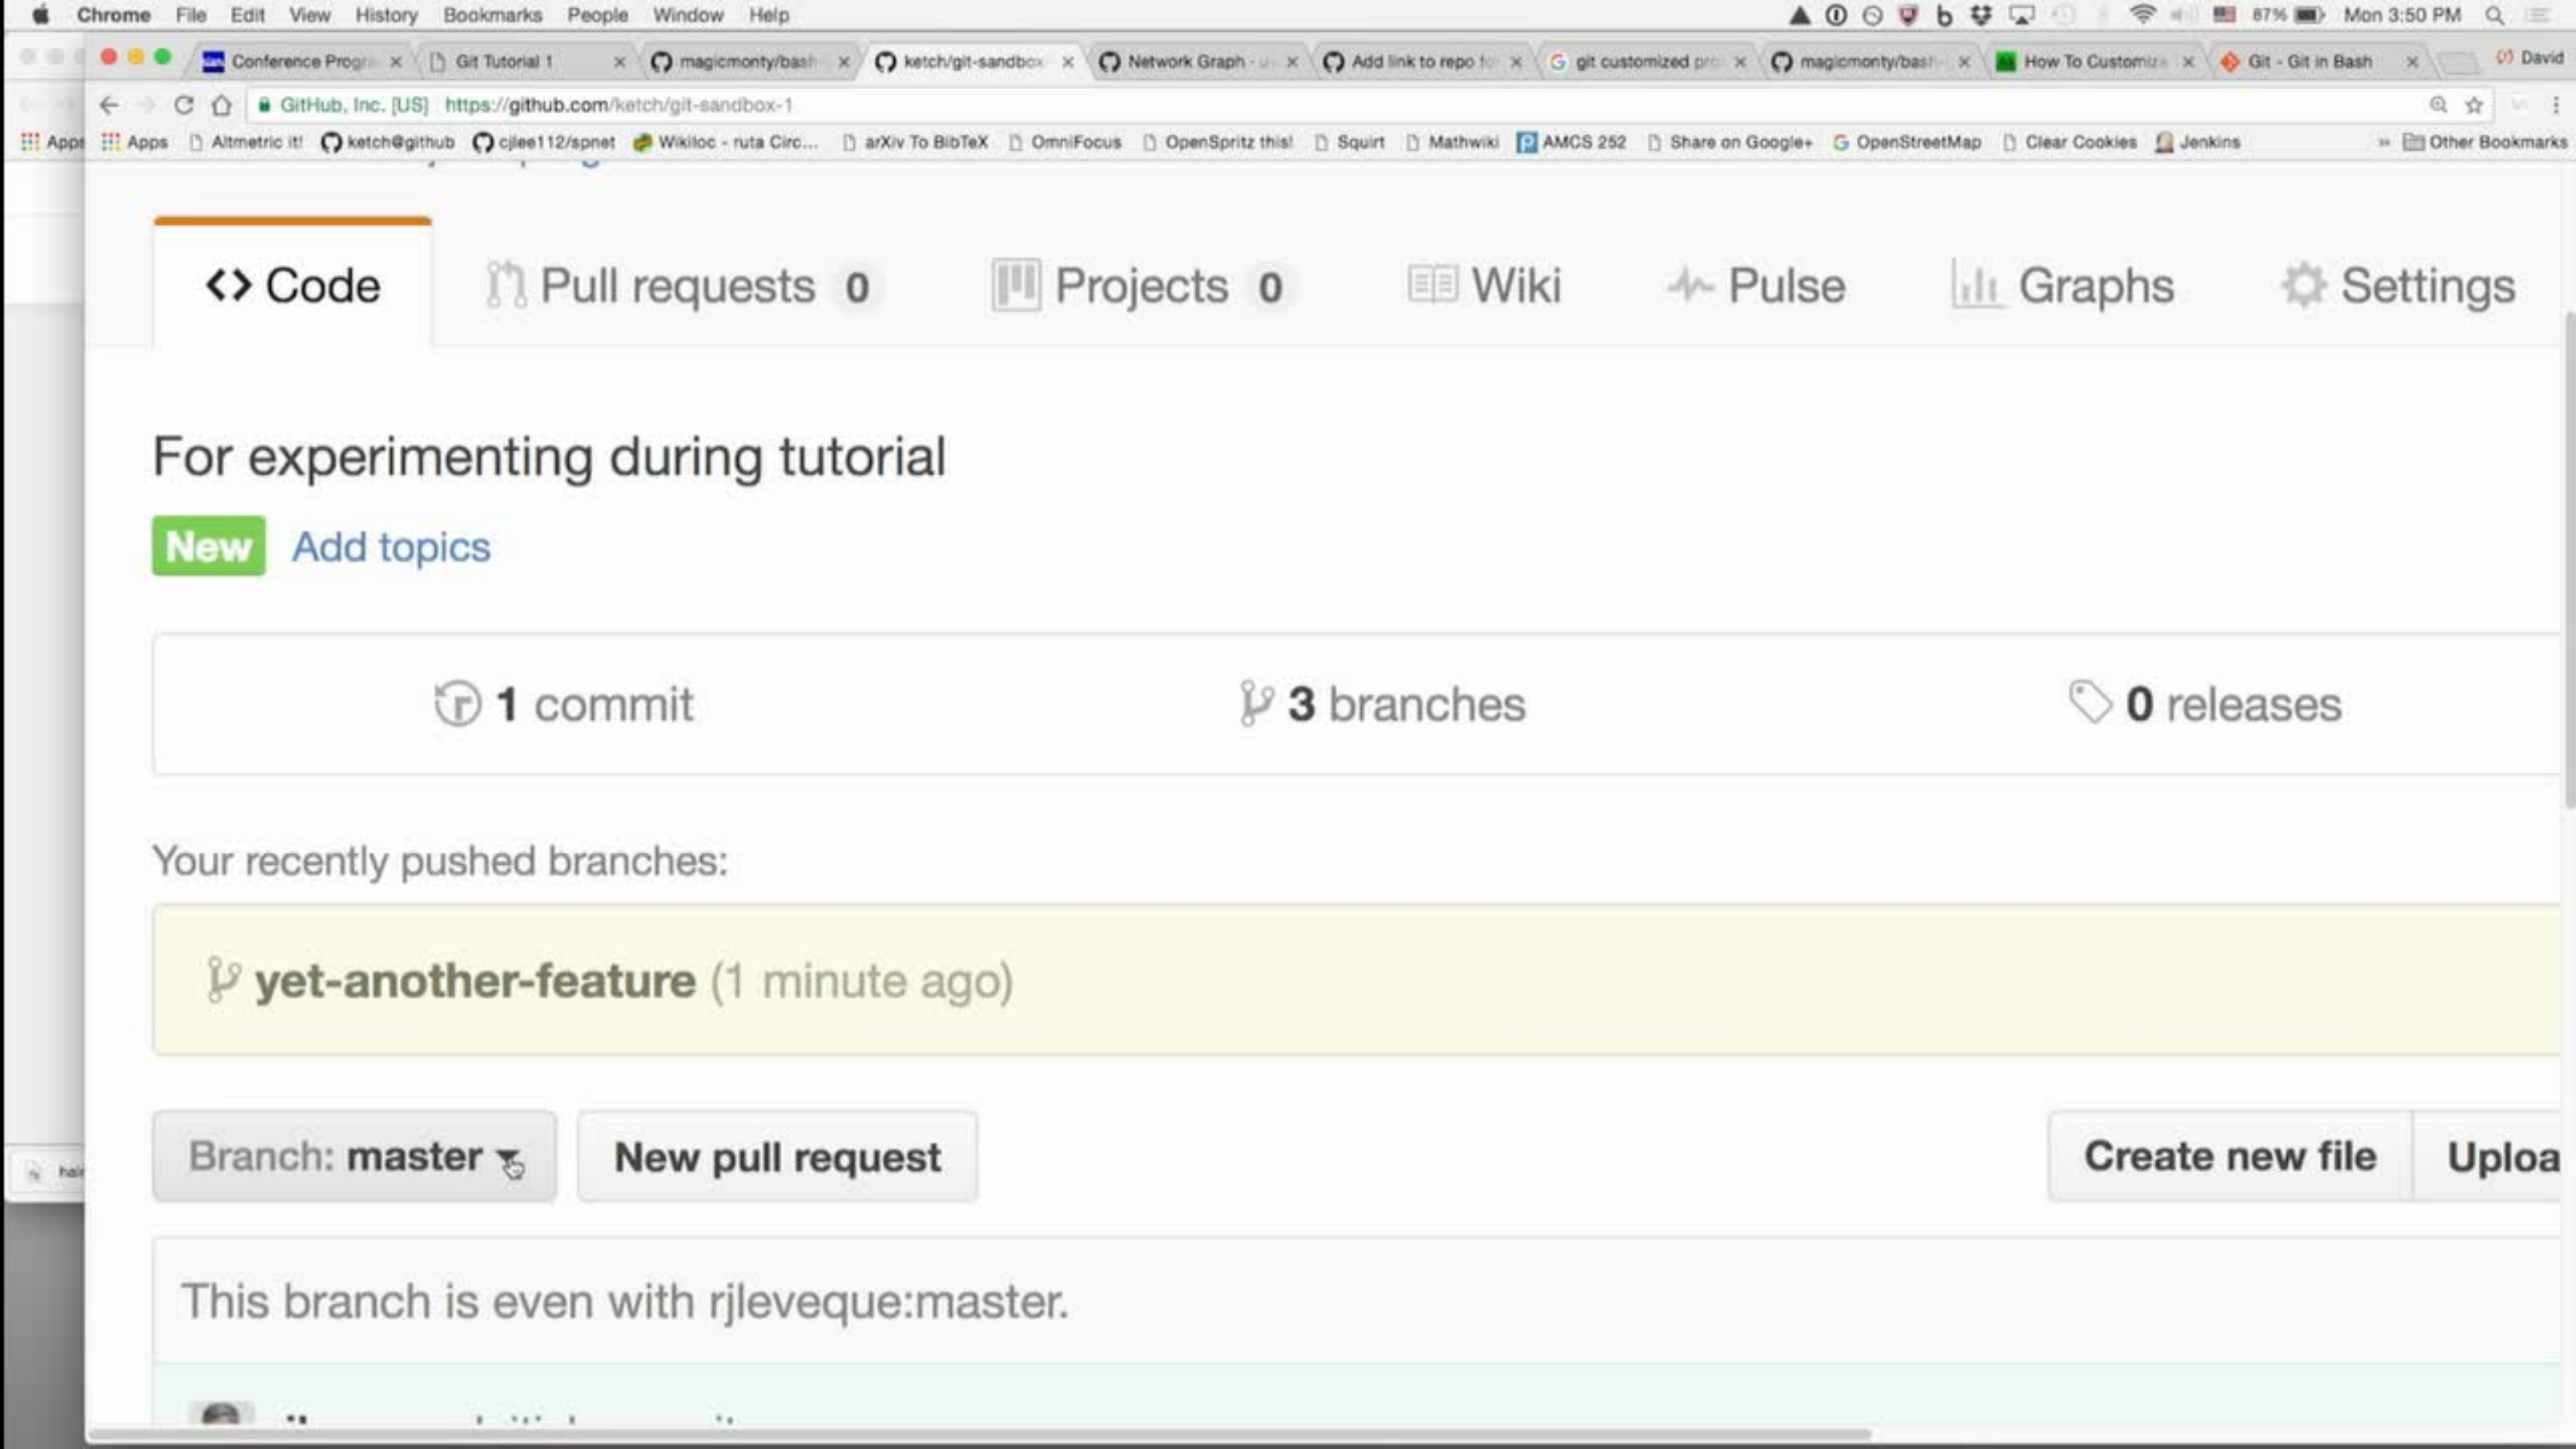 Chrome File Edit View History Bookmarks People Window Help 87% Mon 3:50 PM
Conference Progra Git Tutorial 1 magicmonty/bash ketch/git-sandbox Network Graph - Add link to repo fo git customized pro magicmonty/bash- How To Customiz Git - Git in Bash David
GitHub, Inc. [US] https://github.com/ketch/git-sandbox-1
Apps Apps Altmetric it! ketch@github cjlee112/spnet Wikiloc - ruta Circ... arXiv To BibTeX OmniFocus OpenSpritz this! Squirt Mathwiki AMCS 252 Share on Google+ OpenStreetMap Clear Cookies Jenkins » Other Bookmarks
<> Code Pull requests 0 Projects 0 Wiki Pulse Graphs Settings
For experimenting during tutorial
New Add topics
1 commit 3 branches 0 releases
Your recently pushed branches:
yet-another-feature (1 minute ago)
Branch: master New pull request Create new file Uploa
hair
This branch is even with rjleveque:master.